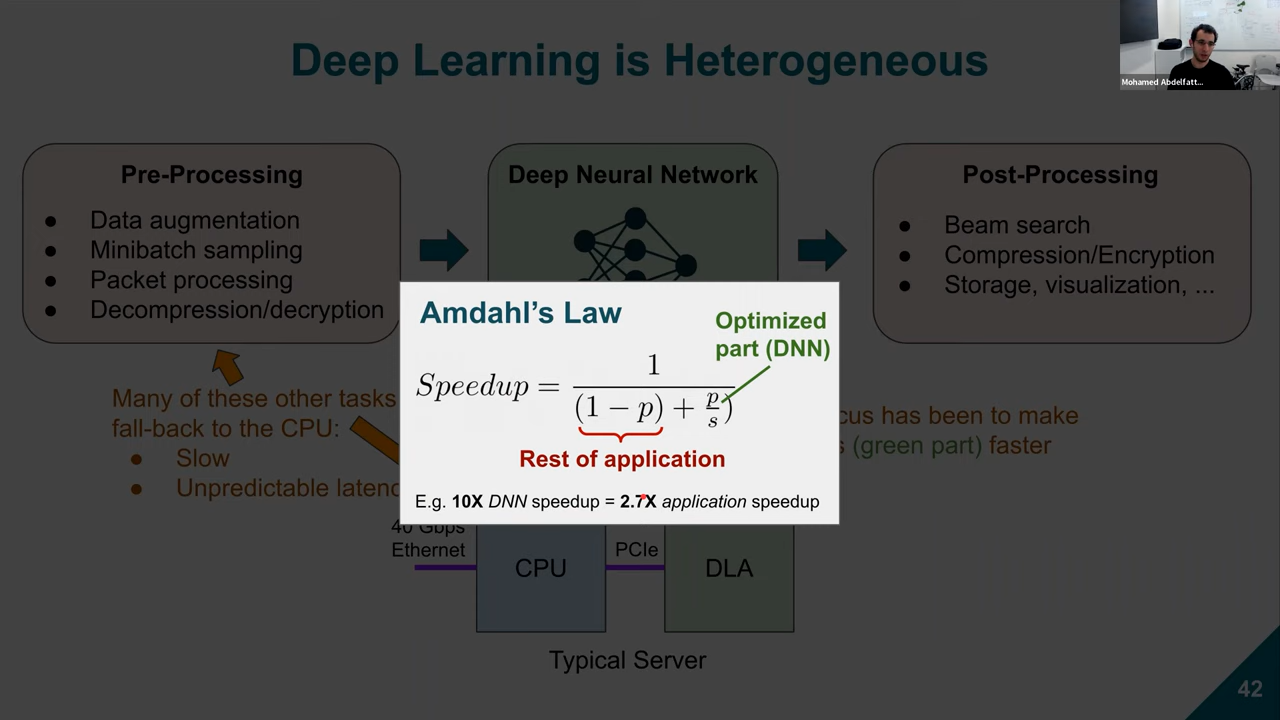 Deep Learning is Heterogeneous
Mohamed Abdelfatt...
Pre-Processing
● Data augmentation
● Minibatch sampling
● Packet processing
● Decompression/decryption
Deep Neural Network
Post-Processing
● Beam search
● Compression/Encryption
● Storage, visualization, ...
Many of these other tasks
fall-back to the CPU:
● Slow
● Unpredictable latenc
Amdahl's Law
Optimized
part (DNN)
Speedup = 1 / ((1 − p) + p/s)
Rest of application
E.g. 10X DNN speedup = 2.7X application speedup
cus has been to make
s (green part) faster
40 Gbps
Ethernet
CPU
PCIe
DLA
Typical Server
42